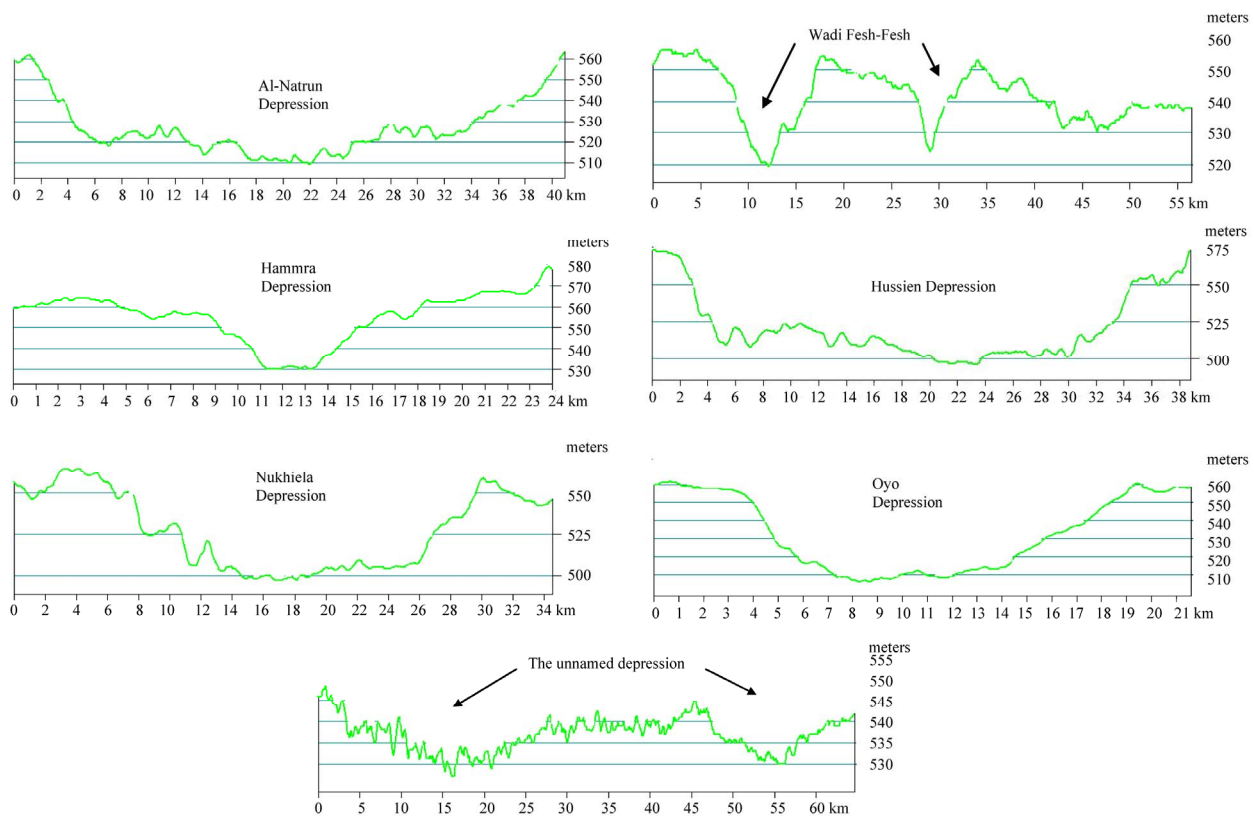 Al-Natrun
Depression
560
550
540
530
520
510
0 2 4 6 8 10 12 14 16 18 20 22 24 26 28 30 32 34 36 38 40 km
meters
Wadi Fesh-Fesh
560
550
540
530
520
0 5 10 15 20 25 30 35 40 45 50 55 km
meters
Hammra
Depression
580
570
560
550
540
530
0 1 2 3 4 5 6 7 8 9 10 11 12 13 14 15 16 17 18 19 20 21 22 23 24 km
meters
575
Hussien Depression
550
525
500
0 2 4 6 8 10 12 14 16 18 20 22 24 26 28 30 32 34 36 38 km
meters
Nukhiela
Depression
550
525
500
0 2 4 6 8 10 12 14 16 18 20 22 24 26 28 30 32 34 km
meters
Oyo
Depression
560
550
540
530
520
510
0 1 2 3 4 5 6 7 8 9 10 11 12 13 14 15 16 17 18 19 20 21 km
meters
The unnamed depression
555
550
545
540
535
530
0 5 10 15 20 25 30 35 40 45 50 55 60 km